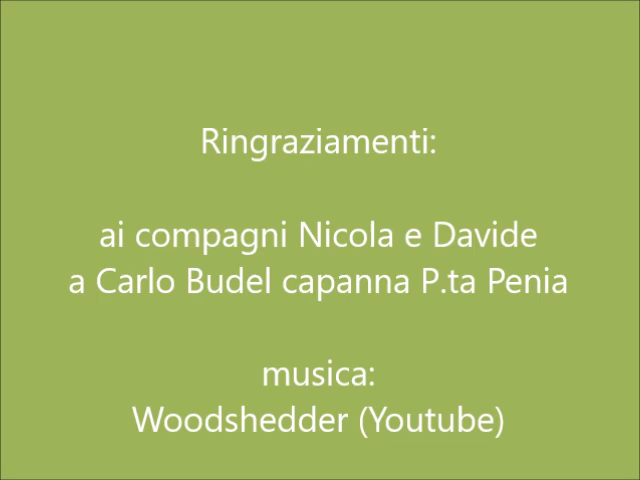 Ringraziamenti:
ai compagni Nicola e Davide
a Carlo Budel capanna P.ta Penia
musica:
Woodshedder (Youtube)